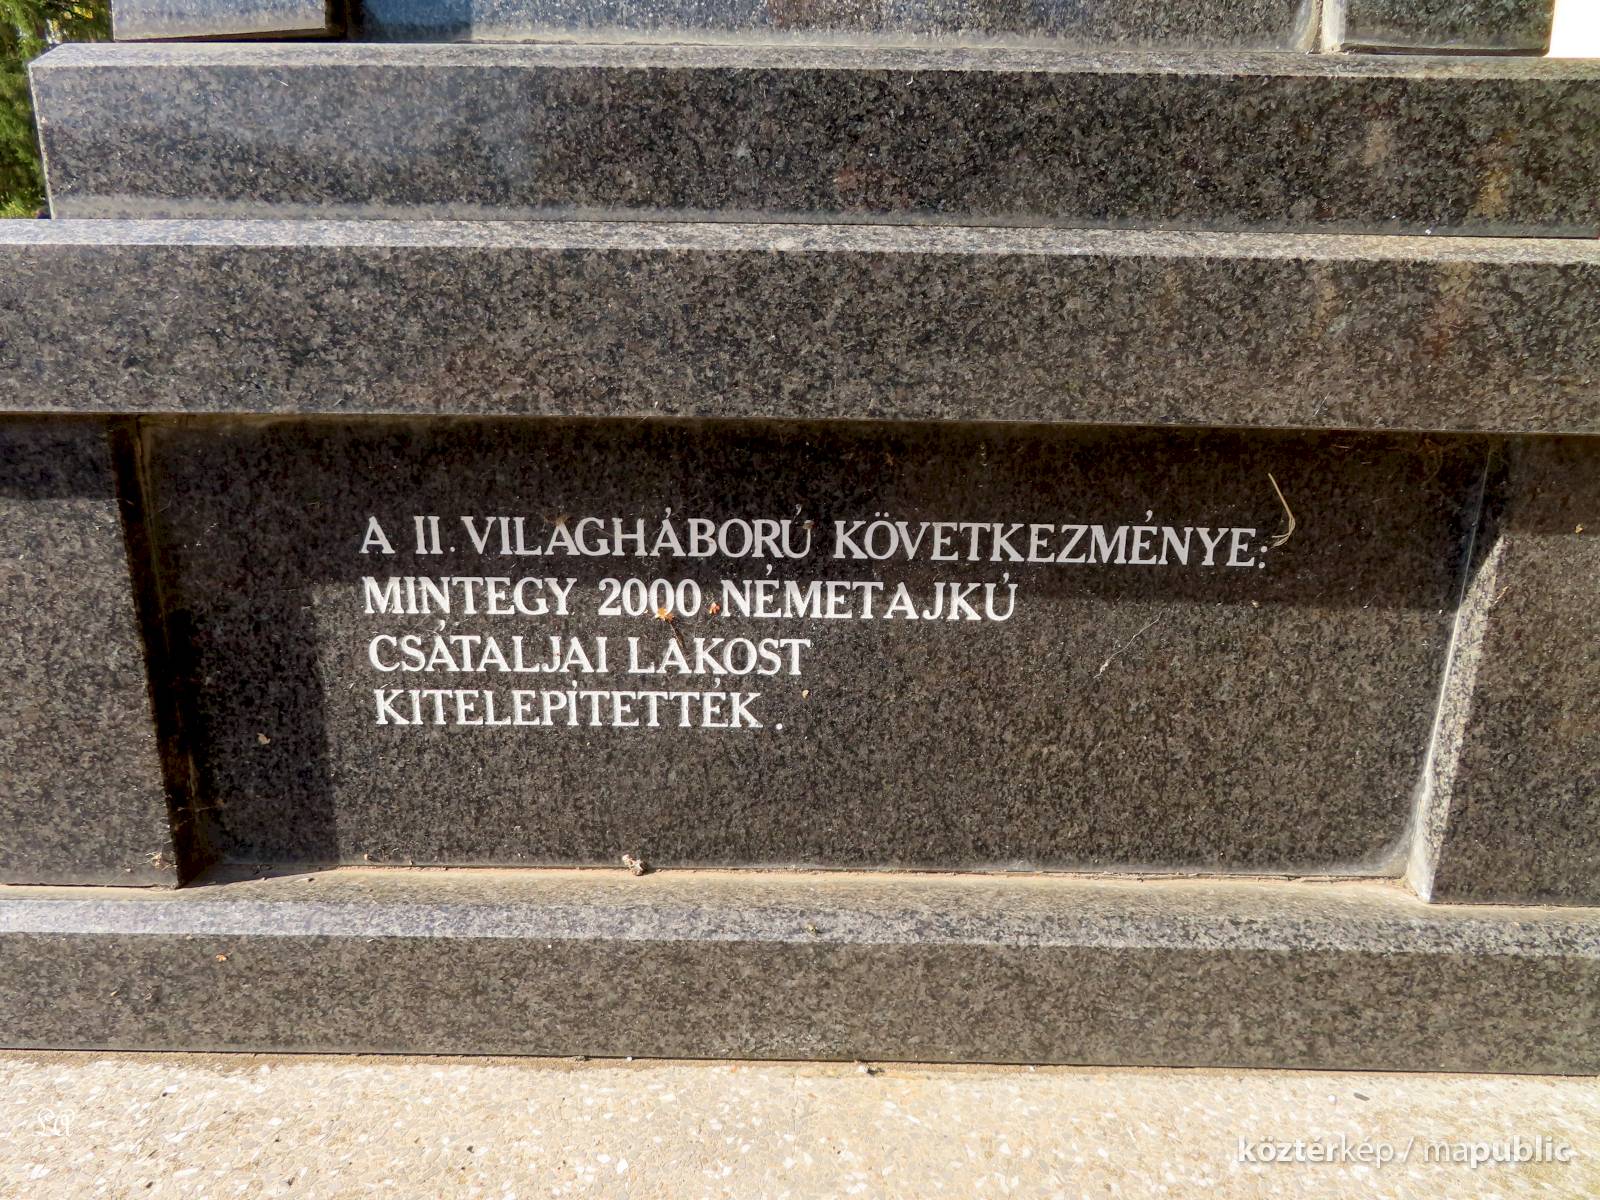 A II. VILÁGHÁBORÚ KÖVETKEZMÉNYE:
MINTEGY 2000 NÉMETAJKÚ
CSÁTALJAI LAKOST
KITELEPÍTETTÉK.
köztérkép / mapublic